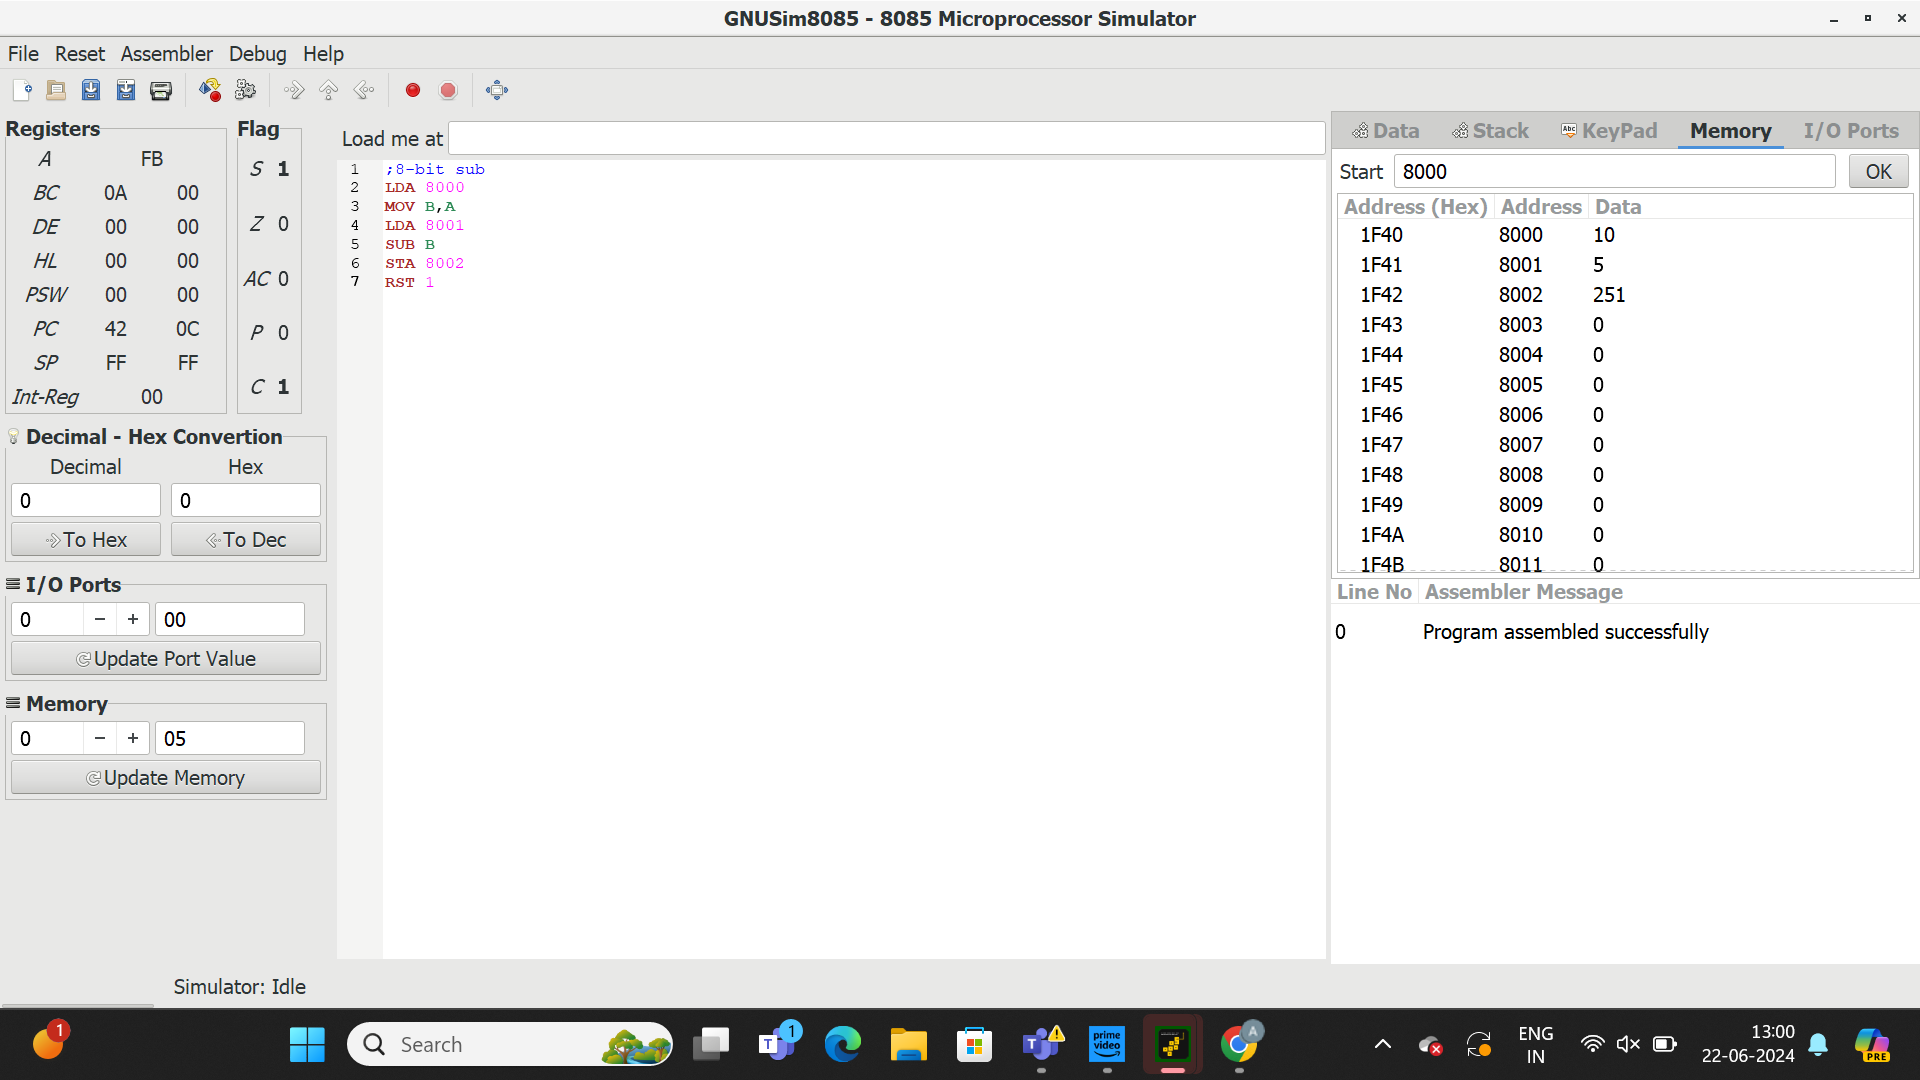 GNUSim8085 - 8085 Microprocessor Simulator
File Reset Assembler Debug Help
Registers
A FB
BC 0A 00
DE 00 00
HL 00 00
PSW 00 00
PC 42 0C
SP FF FF
Int-Reg 00
Flag
S 1
Z 0
AC 0
P 0
C 1
Decimal - Hex Convertion
Decimal Hex
0 0
To Hex To Dec
I/O Ports
0 − + 00
Update Port Value
Memory
0 − + 05
Update Memory
Load me at
1 ;8-bit sub
2 LDA 8000
3 MOV B,A
4 LDA 8001
5 SUB B
6 STA 8002
7 RST 1
Data Stack Abc KeyPad Memory I/O Ports
Start 8000 OK
Address (Hex) Address Data
1F40 8000 10
1F41 8001 5
1F42 8002 251
1F43 8003 0
1F44 8004 0
1F45 8005 0
1F46 8006 0
1F47 8007 0
1F48 8008 0
1F49 8009 0
1F4A 8010 0
1F4B 8011 0
Line No Assembler Message
0 Program assembled successfully
Simulator: Idle
1 Search T 1 T prime video A ENG IN 13:00 22-06-2024 PRE